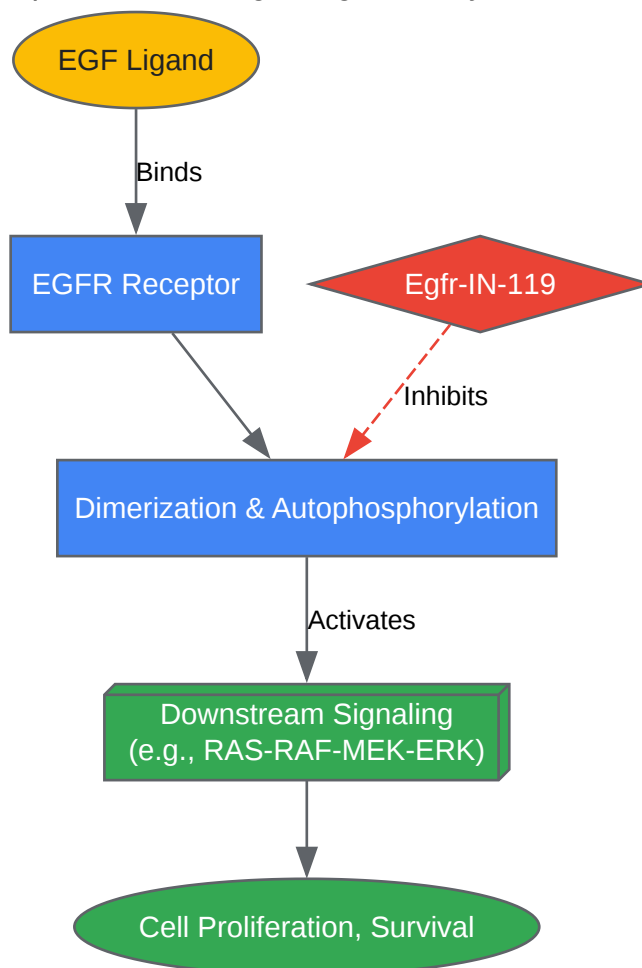 EGF Ligand
Binds
EGFR Receptor
Egfr-IN-119
Inhibits
Dimerization & Autophosphorylation
Activates
Downstream Signaling
(e.g., RAS-RAF-MEK-ERK)
Cell Proliferation, Survival